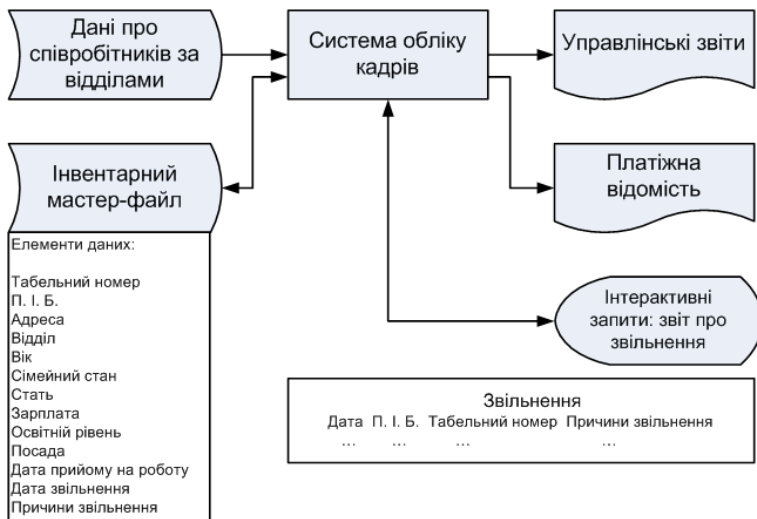 Дані про
співробітників за
відділами
Система обліку
кадрів
Управлінські звіти
Інвентарний
мастер-файл
Платіжна
відомість
Елементи даних:
Табельний номер
П. І. Б.
Адреса
Відділ
Вік
Сімейний стан
Стать
Зарплата
Освітній рівень
Посада
Дата прийому на роботу
Дата звільнення
Причини звільнення
Інтерактивні
запити: звіт про
звільнення
Звільнення
Дата П. І. Б. Табельний номер Причини звільнення
... ... ... ...